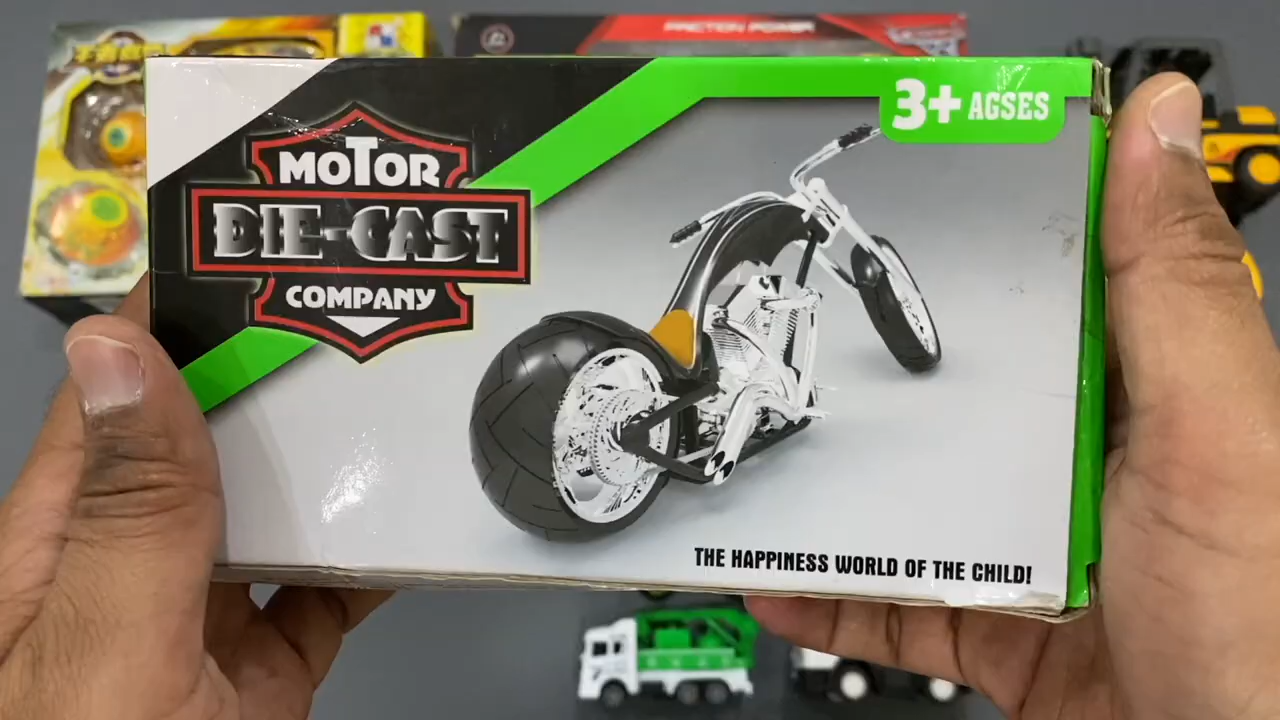 FRICTION POWER
3+ AGSES
MOTOR
DIE-CAST
COMPANY
THE HAPPINESS WORLD OF THE CHILD!